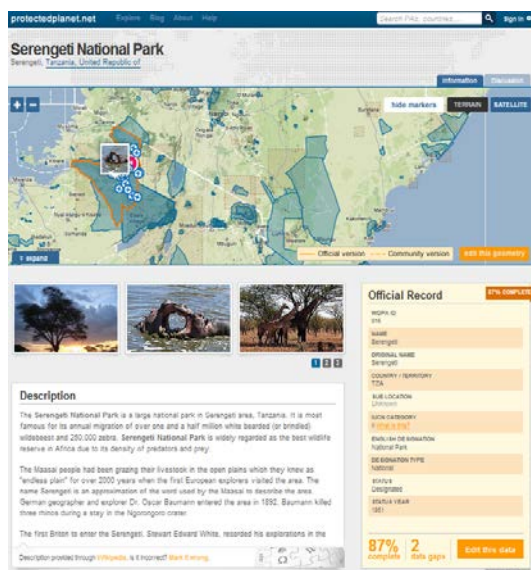 protectedplanet.net Explore Blog About Help
Search PAs, countries... Sign in
Serengeti National Park
Serengeti, Tanzania, United Republic of
Information Discussion
hide markers TERRAIN SATELLITE
expand
Official version Community version edit this geometry
Official Record 87% COMPLETE
WDPA ID
916
NAME
Serengeti
ORIGINAL NAME
Serengeti
COUNTRY / TERRITORY
TZA
SUB LOCATION
Unknown
IUCN CATEGORY
II What is this?
ENGLISH DESIGNATION
National Park
DESIGNATION TYPE
National
STATUS
Designated
STATUS YEAR
1951
87% complete
2 data gaps
Edit this data
1 2 3
Description
The Serengeti National Park is a large national park in Serengeti area, Tanzania. It is most
famous for its annual migration of over one and a half million white bearded (or brindled)
wildebeest and 250,000 zebra. Serengeti National Park is widely regarded as the best wildlife
reserve in Africa due to its density of predators and prey.
The Maasai people had been grazing their livestock in the open plains which they knew as
"endless plain" for over 2000 years when the first European explorers visited the area. The
name Serengeti is an approximation of the word used by the Maasai to describe the area.
German geographer and explorer Dr. Oscar Baumann entered the area in 1892. Baumann killed
three rhinos during a stay in the Ngorongoro crater.
The first Briton to enter the Serengeti, Stewart Edward White, recorded his explorations in the
Description provided through Wikipedia. Is it incorrect? Mark it wrong.